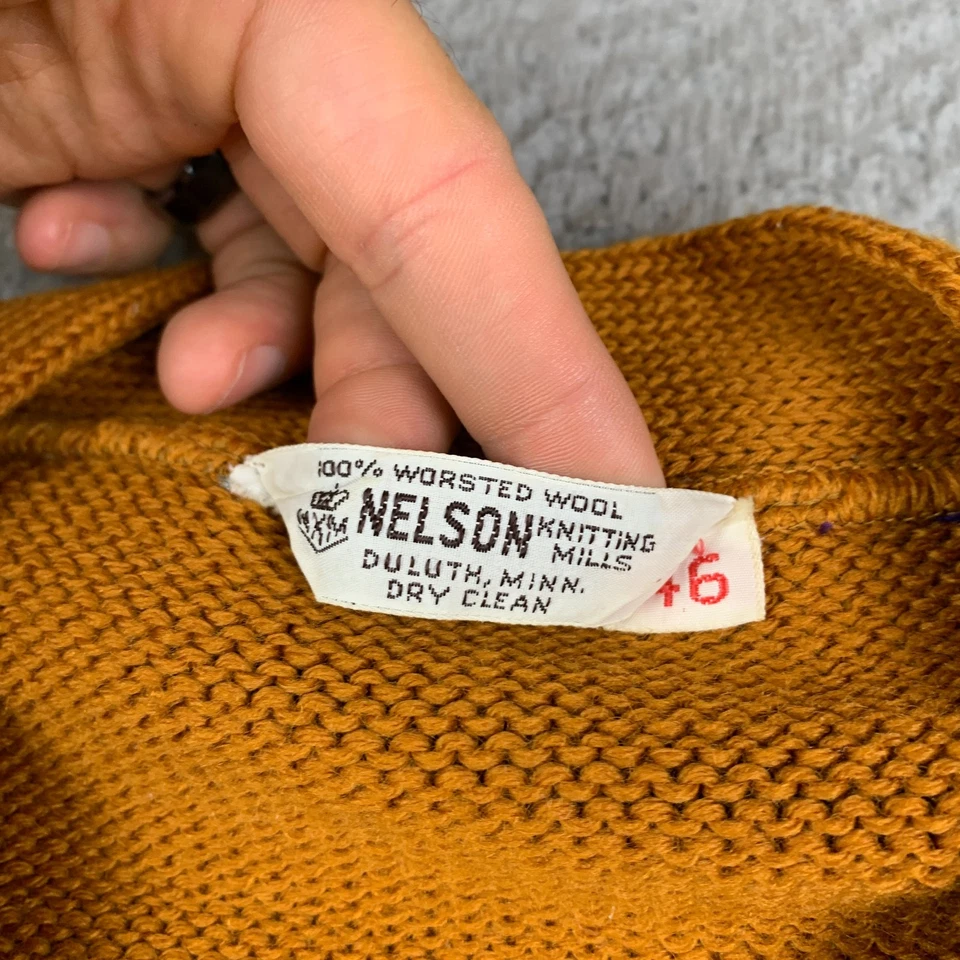 100% WORSTED WOOL
NELSON KNITTING
MILLS
DULUTH, MINN.
DRY CLEAN
46